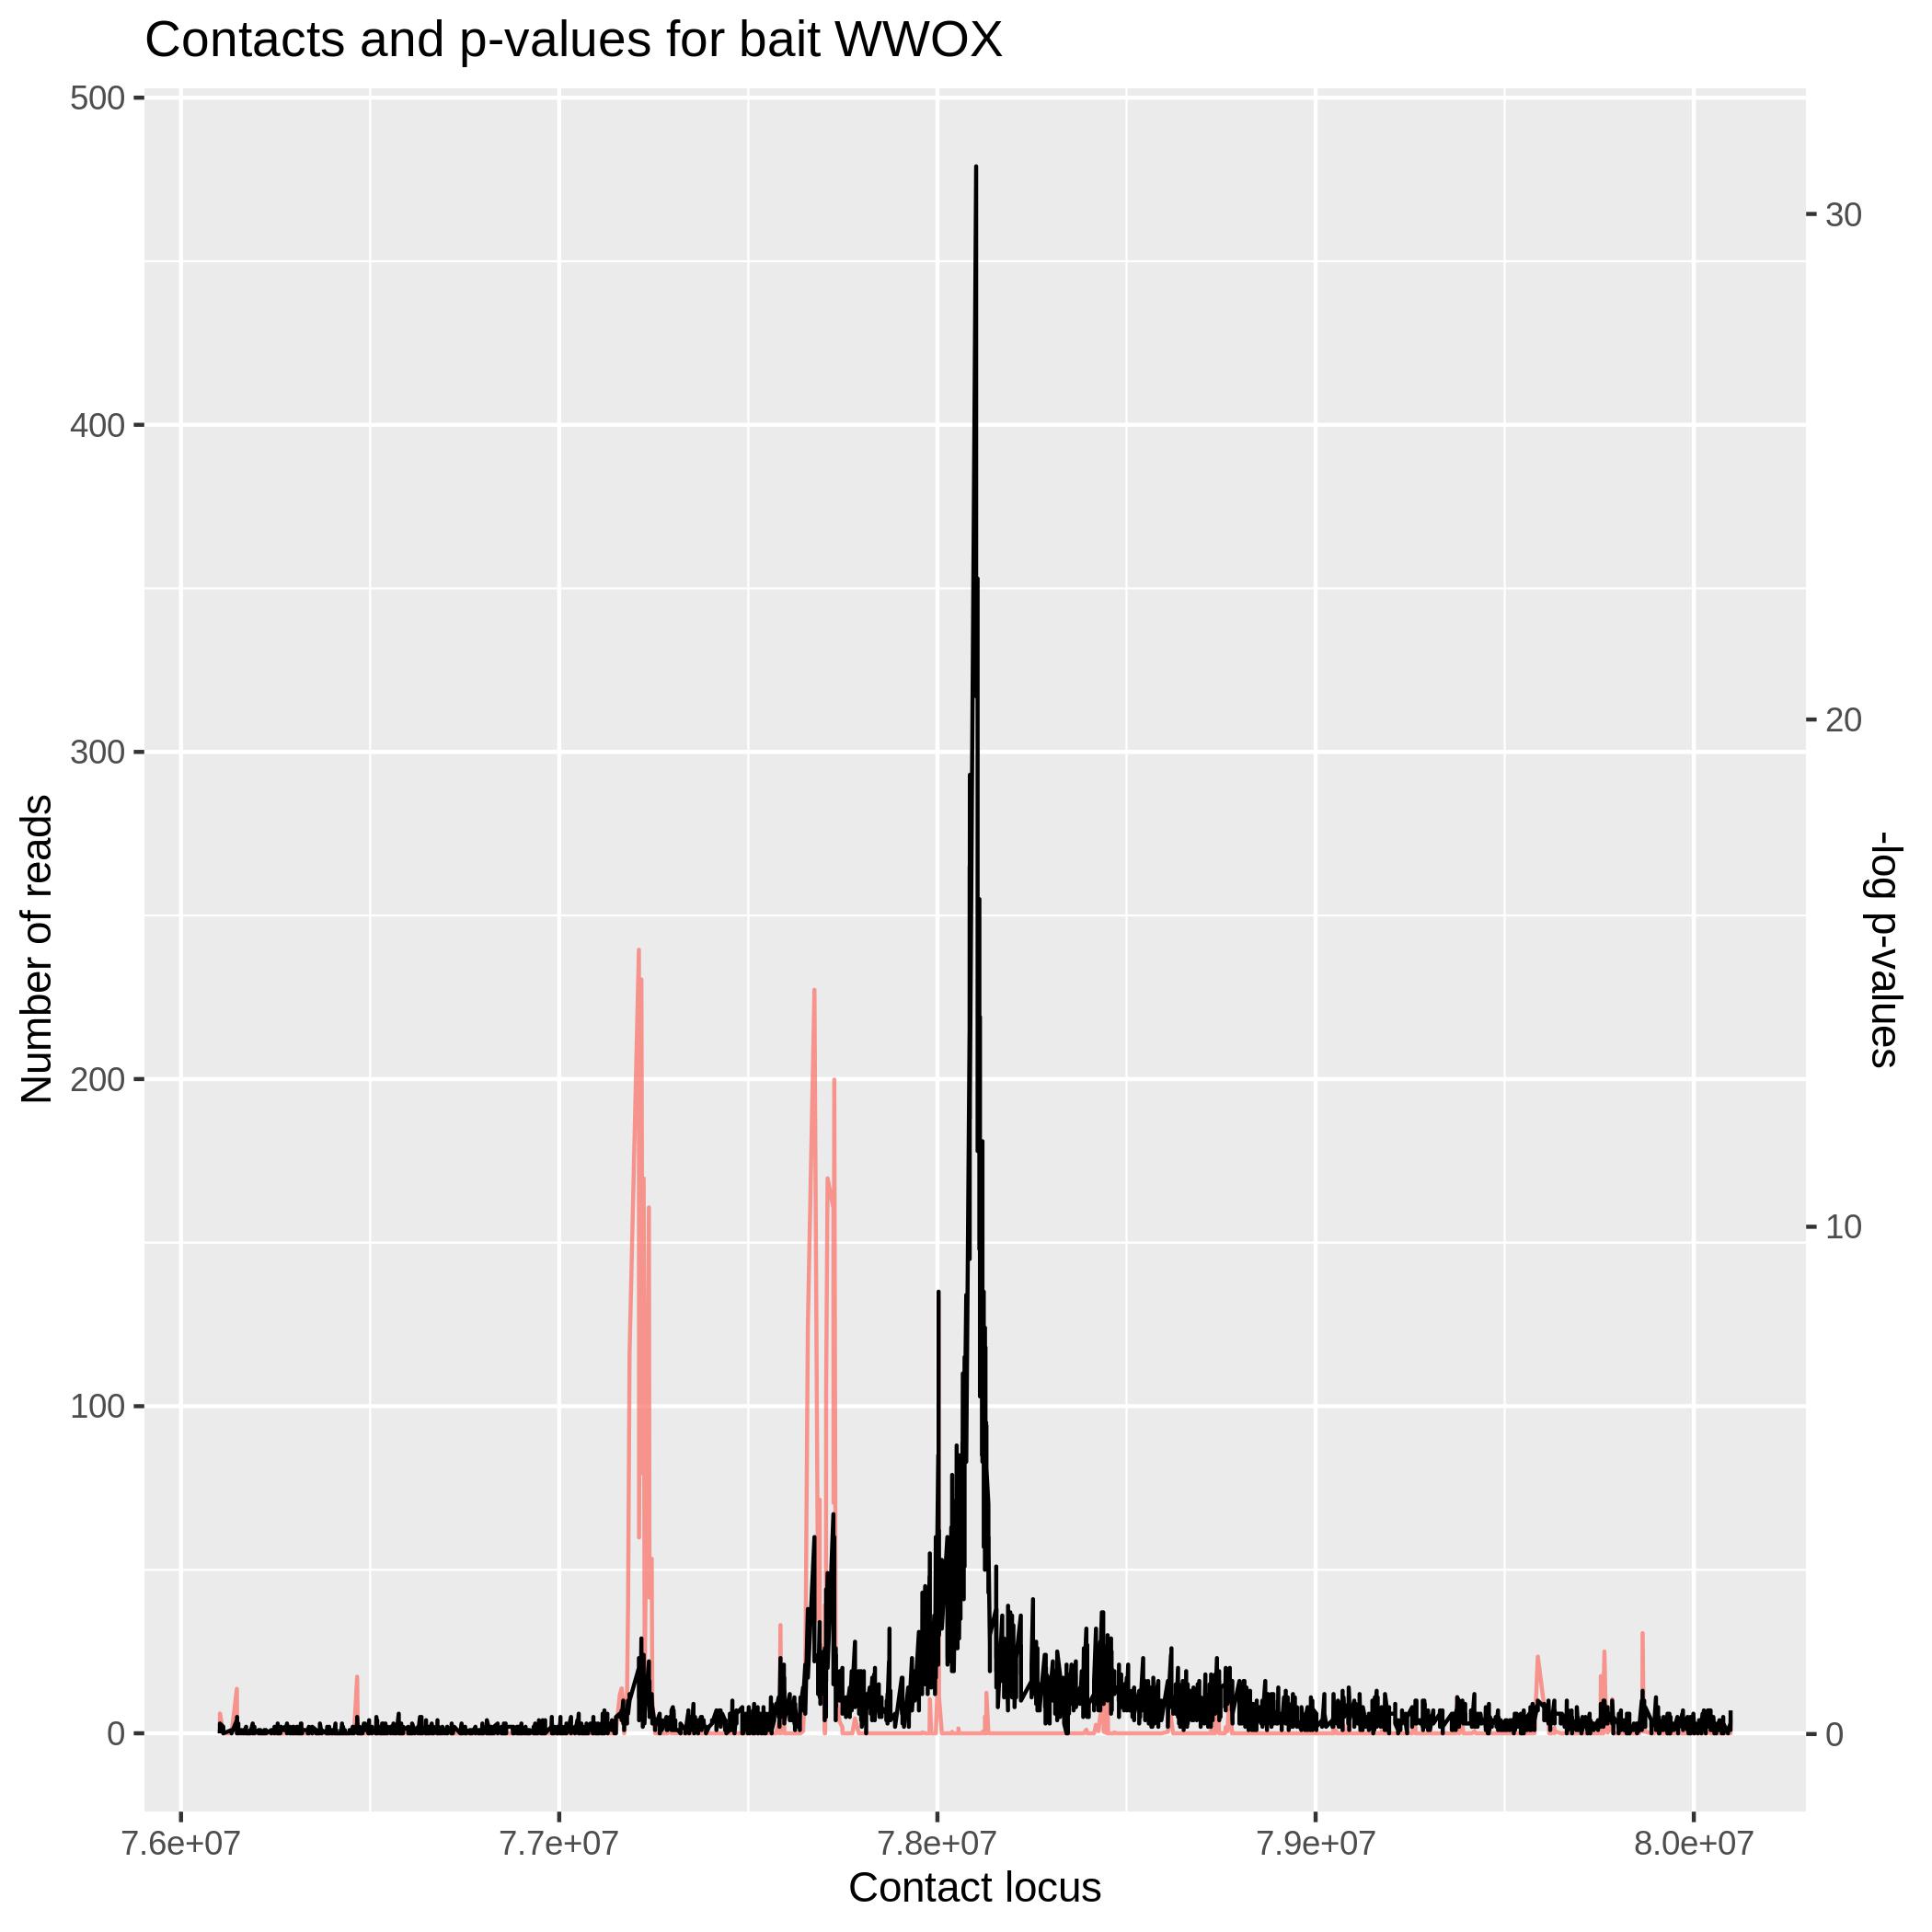 Contacts and p-values for bait WWOX
500
400
300
200
100
0
Number of reads
30
20
10
0
-log p-values
7.6e+07 7.7e+07 7.8e+07 7.9e+07 8.0e+07
Contact locus